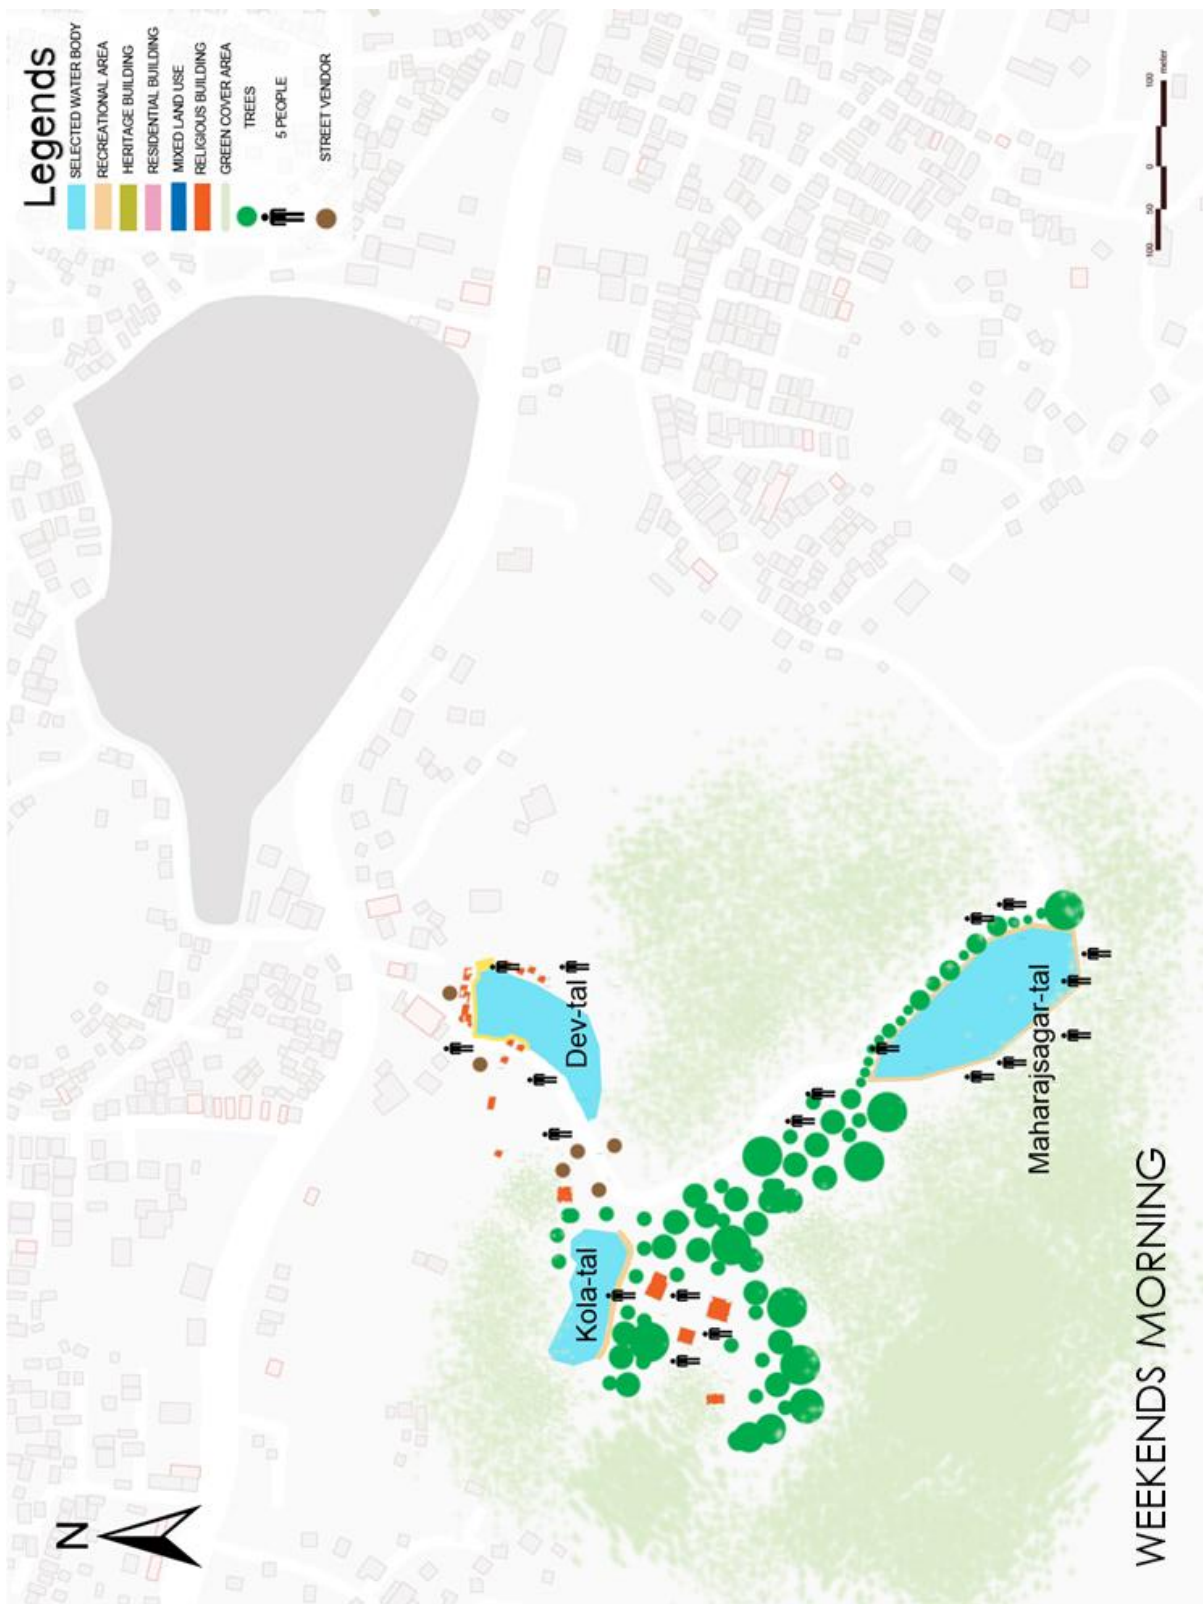 Legends
SELECTED WATER BODY
RECREATIONAL AREA
HERITAGE BUILDING
RESIDENTIAL BUILDING
MIXED LAND USE
RELIGIOUS BUILDING
GREEN COVER AREA
TREES
5 PEOPLE
STREET VENDOR
N
Kola-tal
Dev-tal
Maharajsagar-tal
100 50 0 100
meter
WEEKENDS MORNING